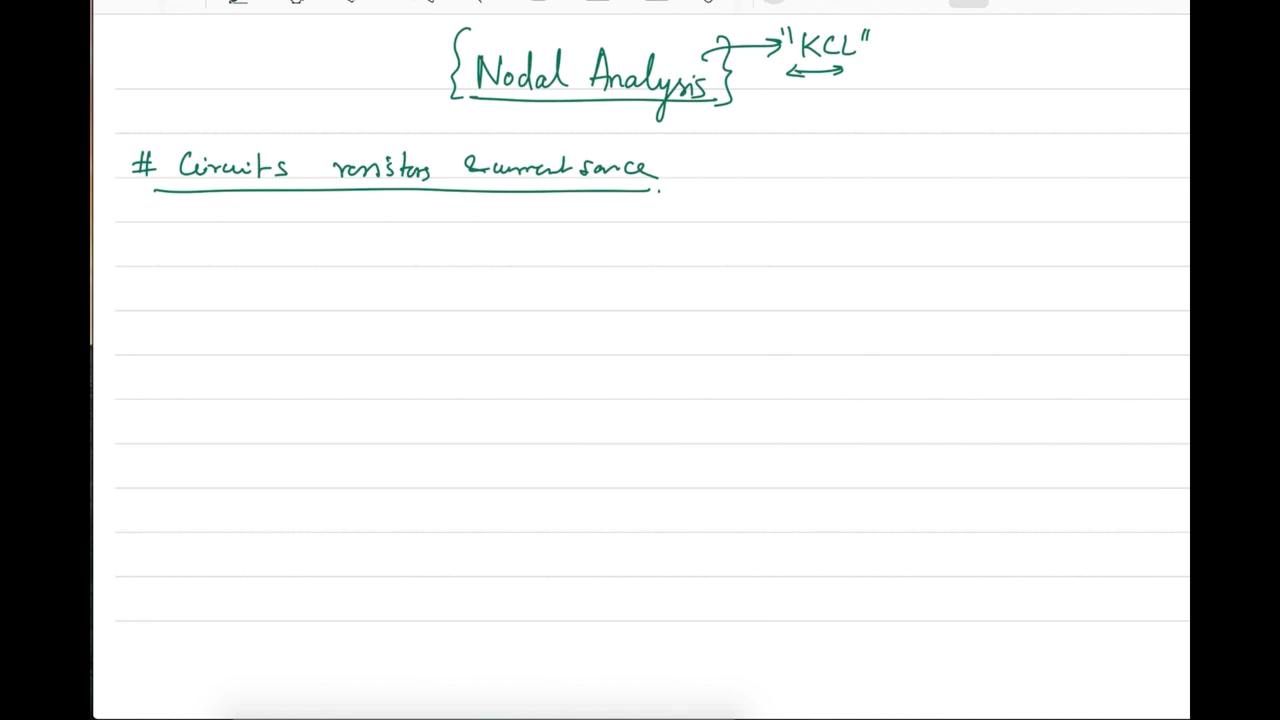 {Nodal Analysis} → "KCL"
# Circuits resistors & current source.